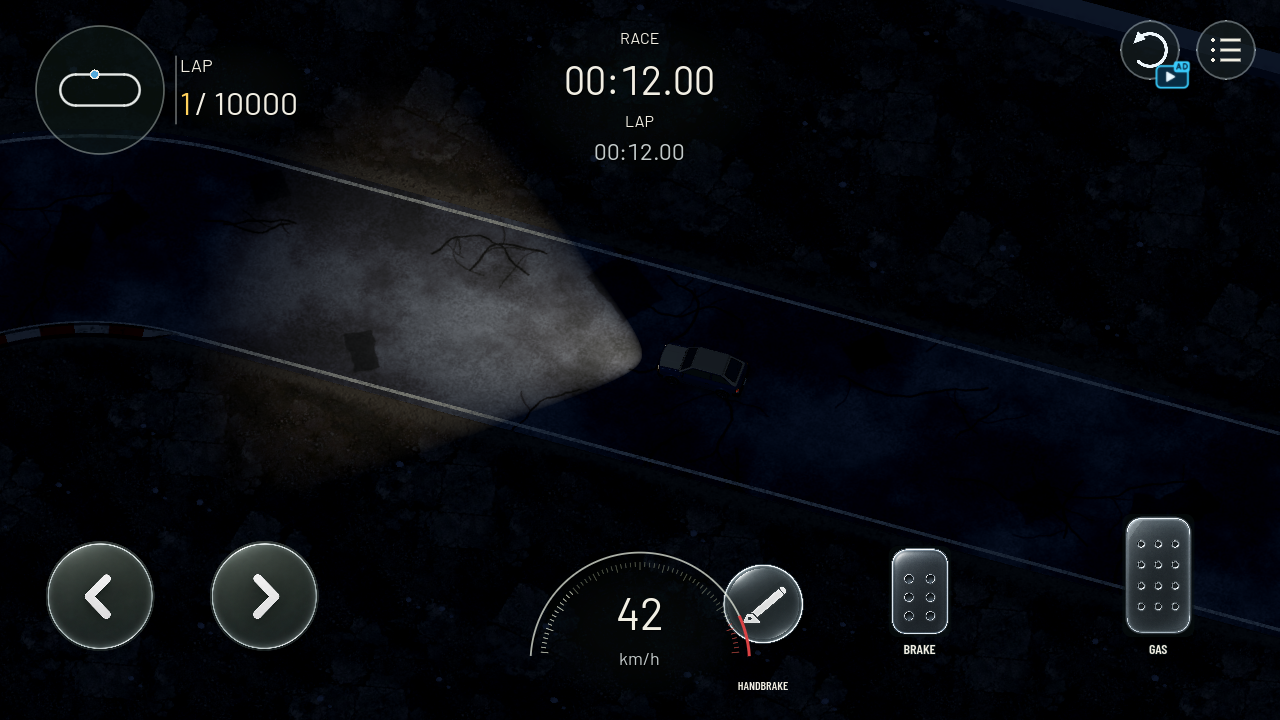 LAP
1/ 10000
RACE
00:12.00
LAP
00:12.00
AD
42
km/h
HANDBRAKE
BRAKE
GAS